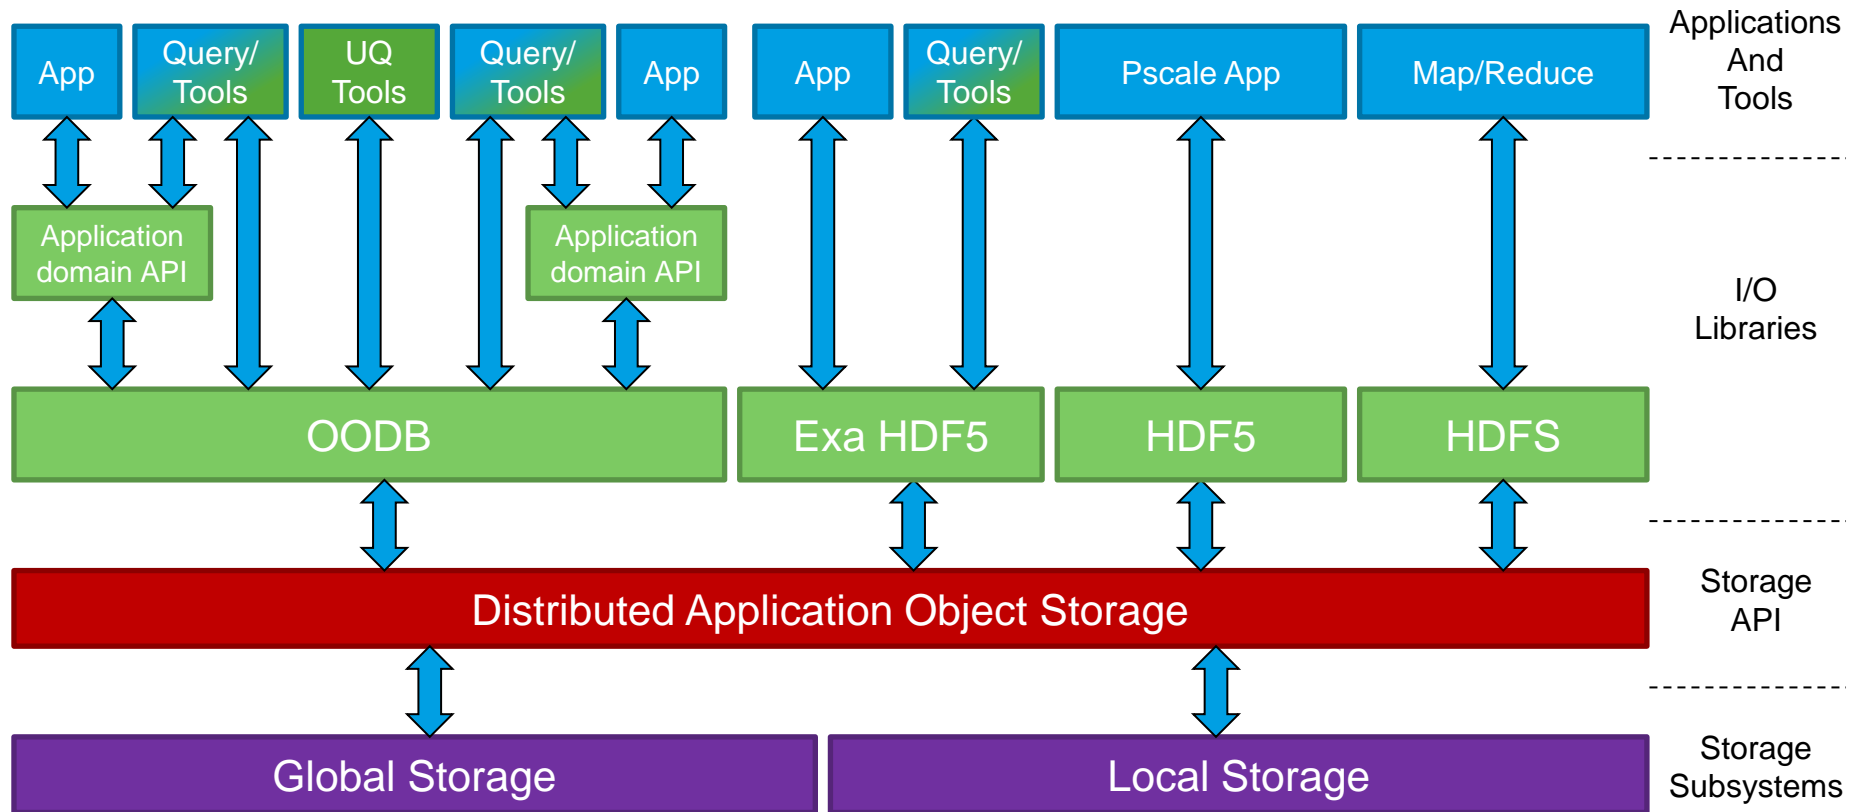 App
Query/
Tools
UQ
Tools
Query/
Tools
App
App
Query/
Tools
Pscale App
Map/Reduce
Applications
And
Tools
Application
domain API
Application
domain API
I/O
Libraries
OODB
Exa HDF5
HDF5
HDFS
Distributed Application Object Storage
Storage
API
Global Storage
Local Storage
Storage
Subsystems